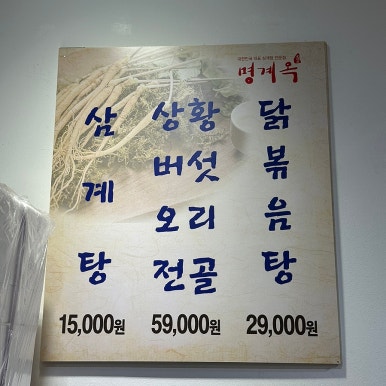 명계옥
삼계탕
상황
버섯
오리
전골
닭볶음탕
15,000원
59,000원
29,000원